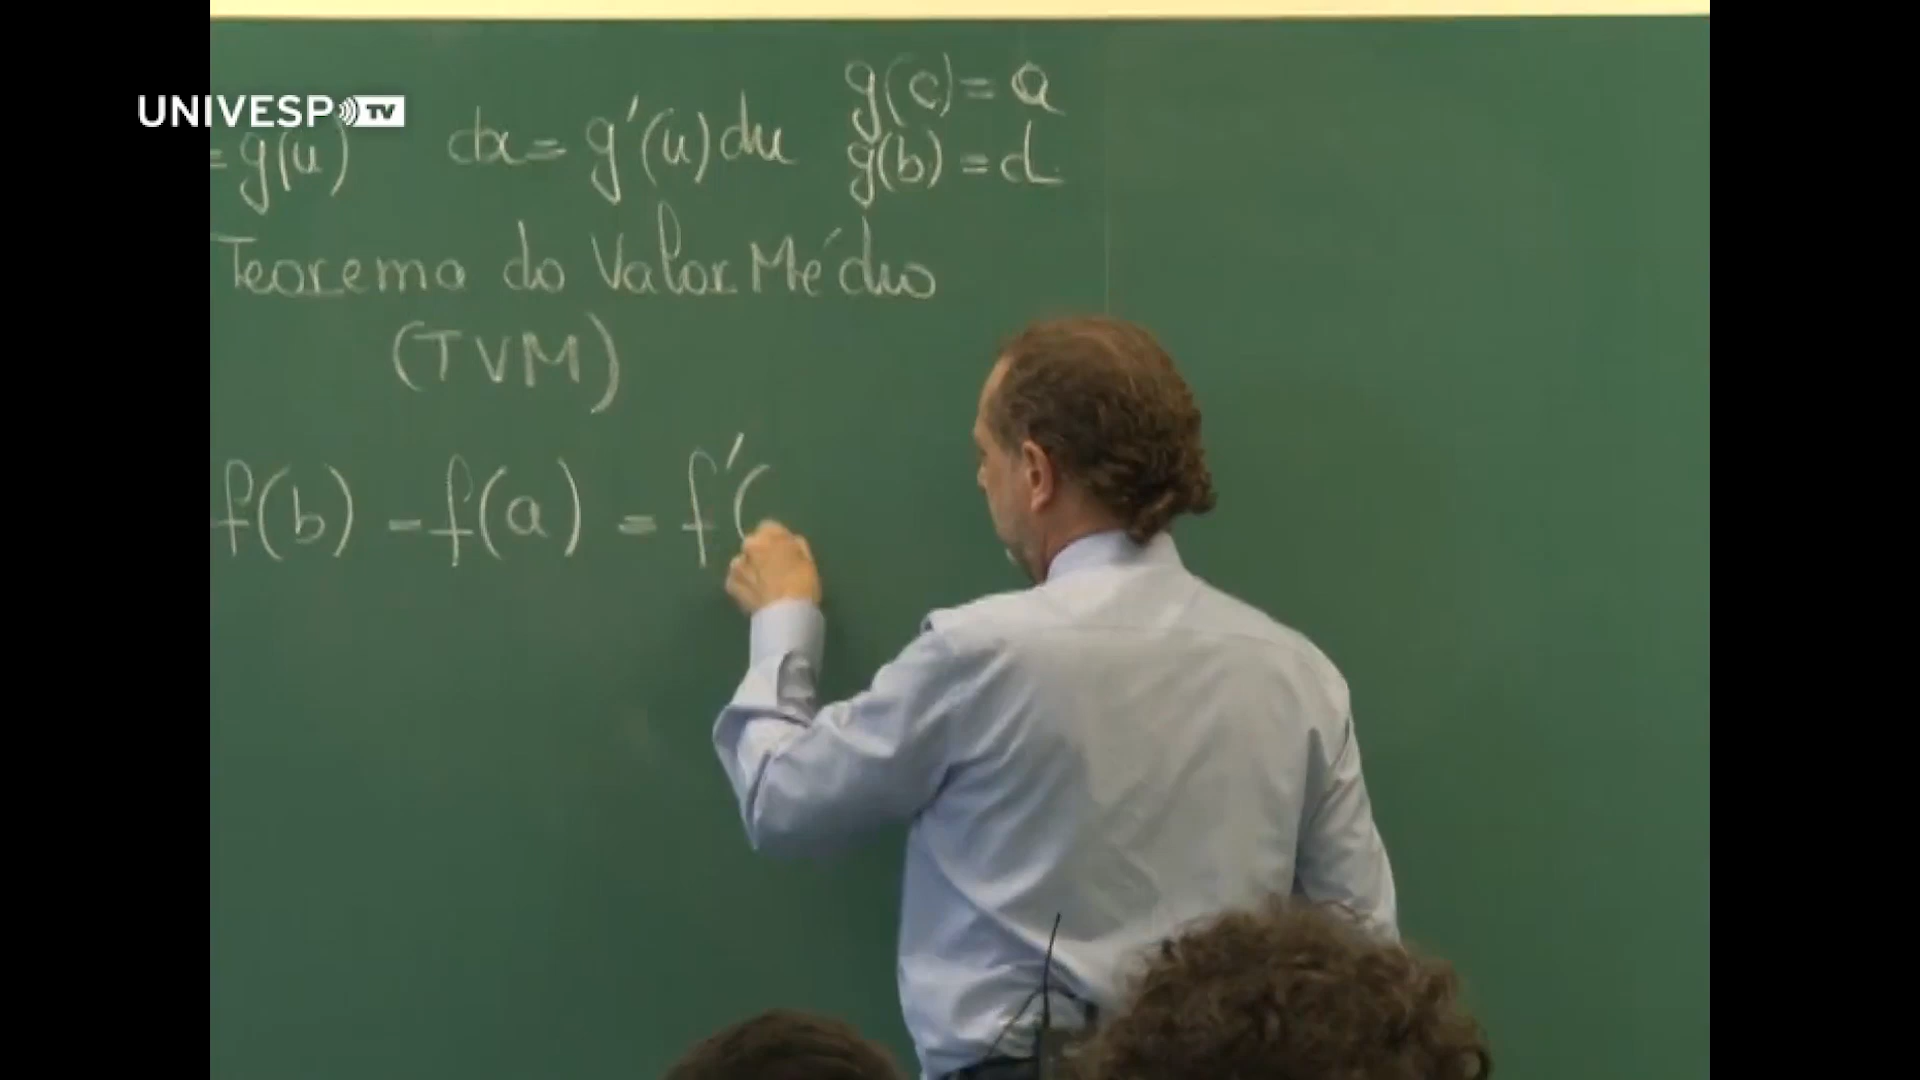 UNIVESP TV
= g(u) dx = g'(u) du g(c) = a
g(b) = d
Teorema do Valor Médio
(TVM)
f(b) - f(a) = f'(